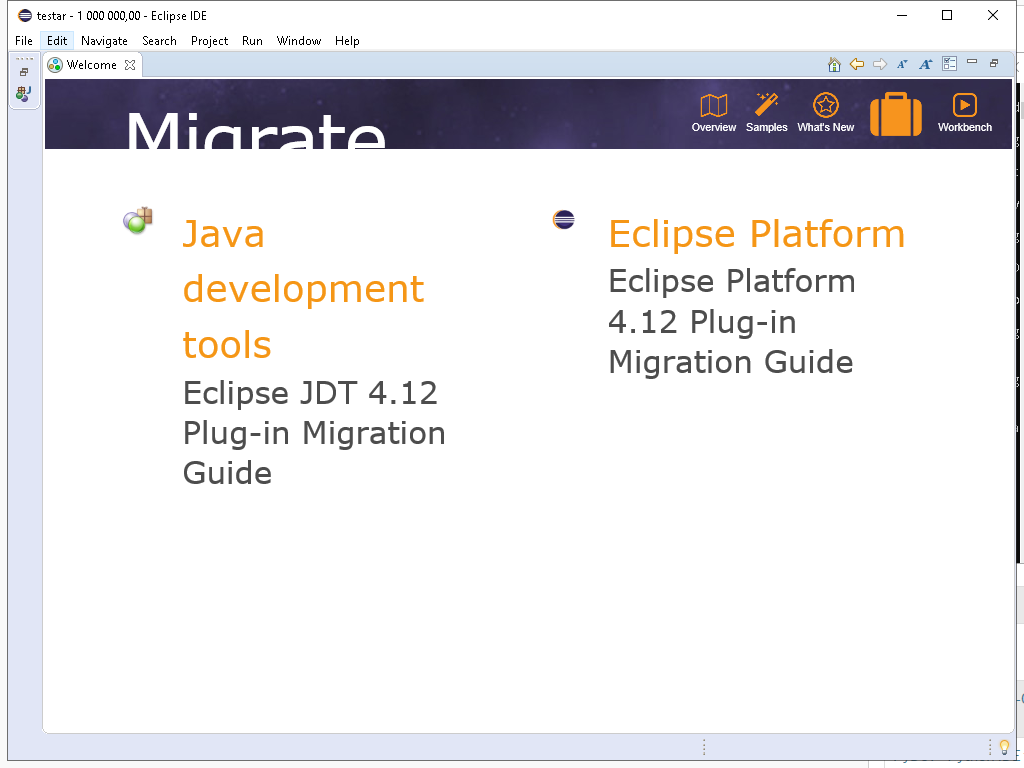 testar - 1 000 000,00 - Eclipse IDE
File Edit Navigate Search Project Run Window Help
Welcome
Migrate
Overview Samples What's New Workbench
Java
development
tools
Eclipse JDT 4.12
Plug-in Migration
Guide
Eclipse Platform
Eclipse Platform
4.12 Plug-in
Migration Guide